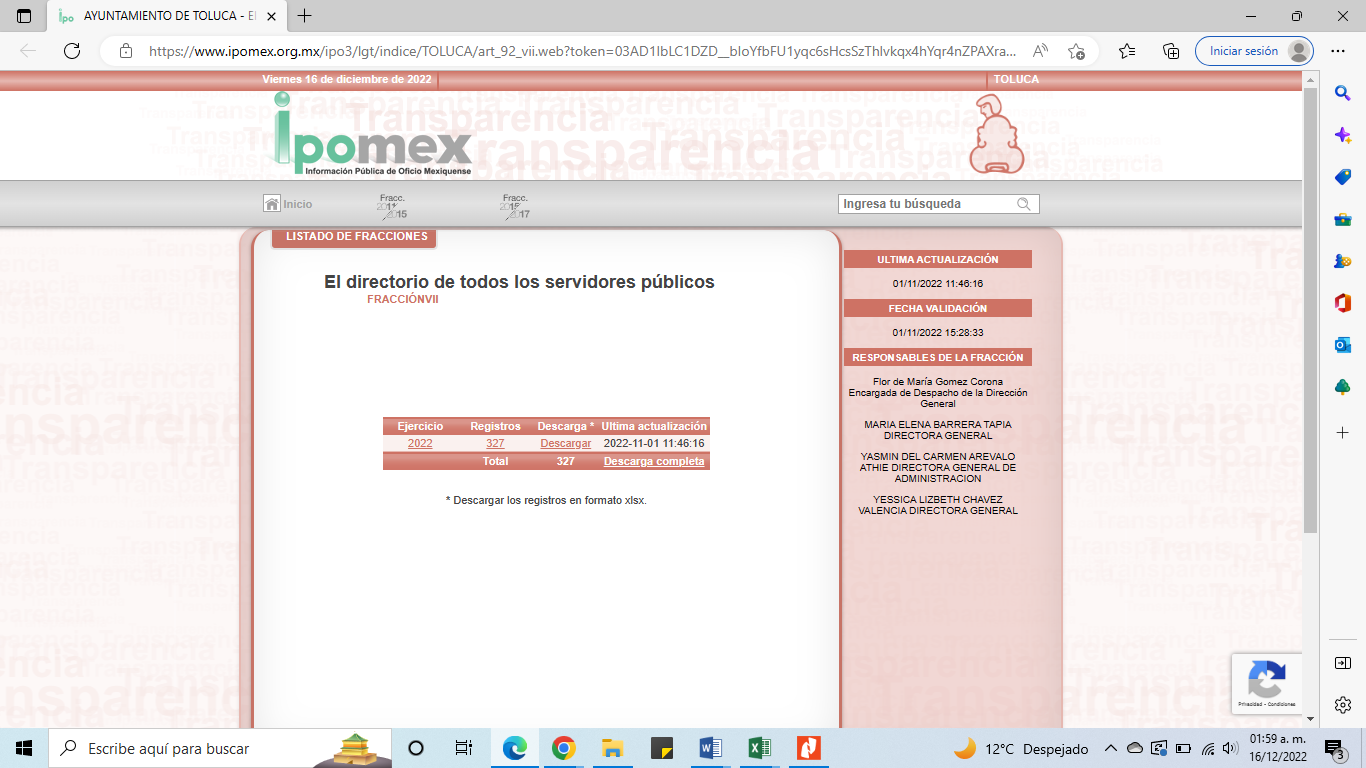 AYUNTAMIENTO DE TOLUCA - El
https://www.ipomex.org.mx/ipo3/lgt/indice/TOLUCA/art_92_vii.web?token=03AD1IbLC1DZD__bIoYfbFU1yqc6sHcsSzThlvkqx4hYqr4nZPAXra...
Iniciar sesión
Viernes 16 de diciembre de 2022
TOLUCA
ipomex
Información Pública de Oficio Mexiquense
Transparencia
Inicio
Fracc.
2015
Fracc.
2017
Ingresa tu búsqueda
LISTADO DE FRACCIONES
El directorio de todos los servidores públicos
FRACCIÓNVII
Ejercicio Registros Descarga * Ultima actualización
2022 327 Descargar 2022-11-01 11:46:16
Total 327 Descarga completa
* Descargar los registros en formato xlsx.
ULTIMA ACTUALIZACIÓN
01/11/2022 11:46:16
FECHA VALIDACIÓN
01/11/2022 15:28:33
RESPONSABLES DE LA FRACCIÓN
Flor de María Gomez Corona
Encargada de Despacho de la Dirección
General
MARIA ELENA BARRERA TAPIA
DIRECTORA GENERAL
YASMIN DEL CARMEN AREVALO
ATHIE DIRECTORA GENERAL DE
ADMINISTRACION
YESSICA LIZBETH CHAVEZ
VALENCIA DIRECTORA GENERAL
Privacidad - Condiciones
Escribe aquí para buscar
12°C Despejado
01:59 a. m.
16/12/2022
3